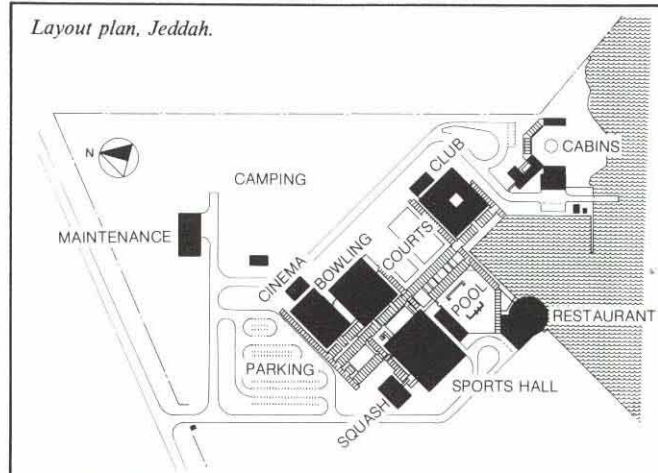 Layout plan, Jeddah.
N
CAMPING
MAINTENANCE
CLUB
CABINS
COURTS
BOWLING
CINEMA
POOL
RESTAURANT
PARKING
SPORTS HALL
SQUASH